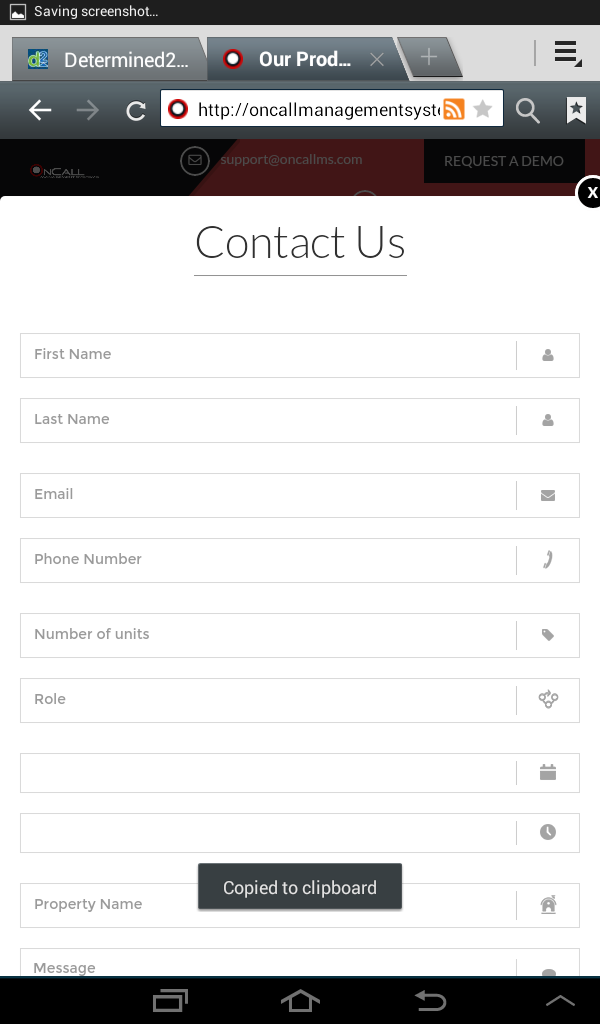 Saving screenshot...
Determined2...
Our Prod...
http://oncallmanagementsyste
support@oncallms.com
REQUEST A DEMO
ONCALL
X
Contact Us
First Name
Last Name
Email
Phone Number
Number of units
Role
Copied to clipboard
Property Name
Message